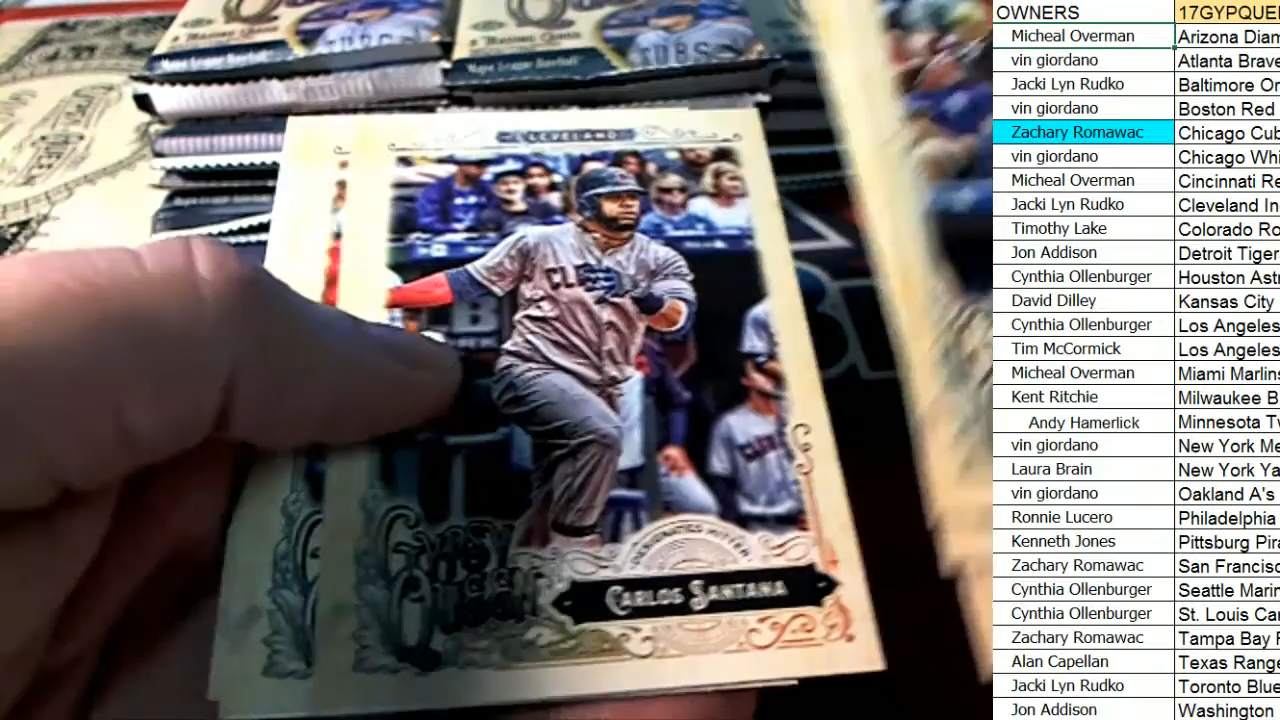 CLEVELAND
GYPSY
QUEEN
DESIGNATED HITTER
CARLOS SANTANA
Major League Baseball
CUBS
OWNERS 17GYPQUE
Micheal Overman Arizona Diam
vin giordano Atlanta Brave
Jacki Lyn Rudko Baltimore Or
vin giordano Boston Red
Zachary Romawac Chicago Cub
vin giordano Chicago Whi
Micheal Overman Cincinnati Re
Jacki Lyn Rudko Cleveland In
Timothy Lake Colorado Ro
Jon Addison Detroit Tiger
Cynthia Ollenburger Houston Astr
David Dilley Kansas City
Cynthia Ollenburger Los Angeles
Tim McCormick Los Angeles
Micheal Overman Miami Marlins
Kent Ritchie Milwaukee B
Andy Hamerlick Minnesota Tw
vin giordano New York Me
Laura Brain New York Ya
vin giordano Oakland A's
Ronnie Lucero Philadelphia
Kenneth Jones Pittsburg Pira
Zachary Romawac San Francisc
Cynthia Ollenburger Seattle Marin
Cynthia Ollenburger St. Louis Car
Zachary Romawac Tampa Bay R
Alan Capellan Texas Range
Jacki Lyn Rudko Toronto Blue
Jon Addison Washington